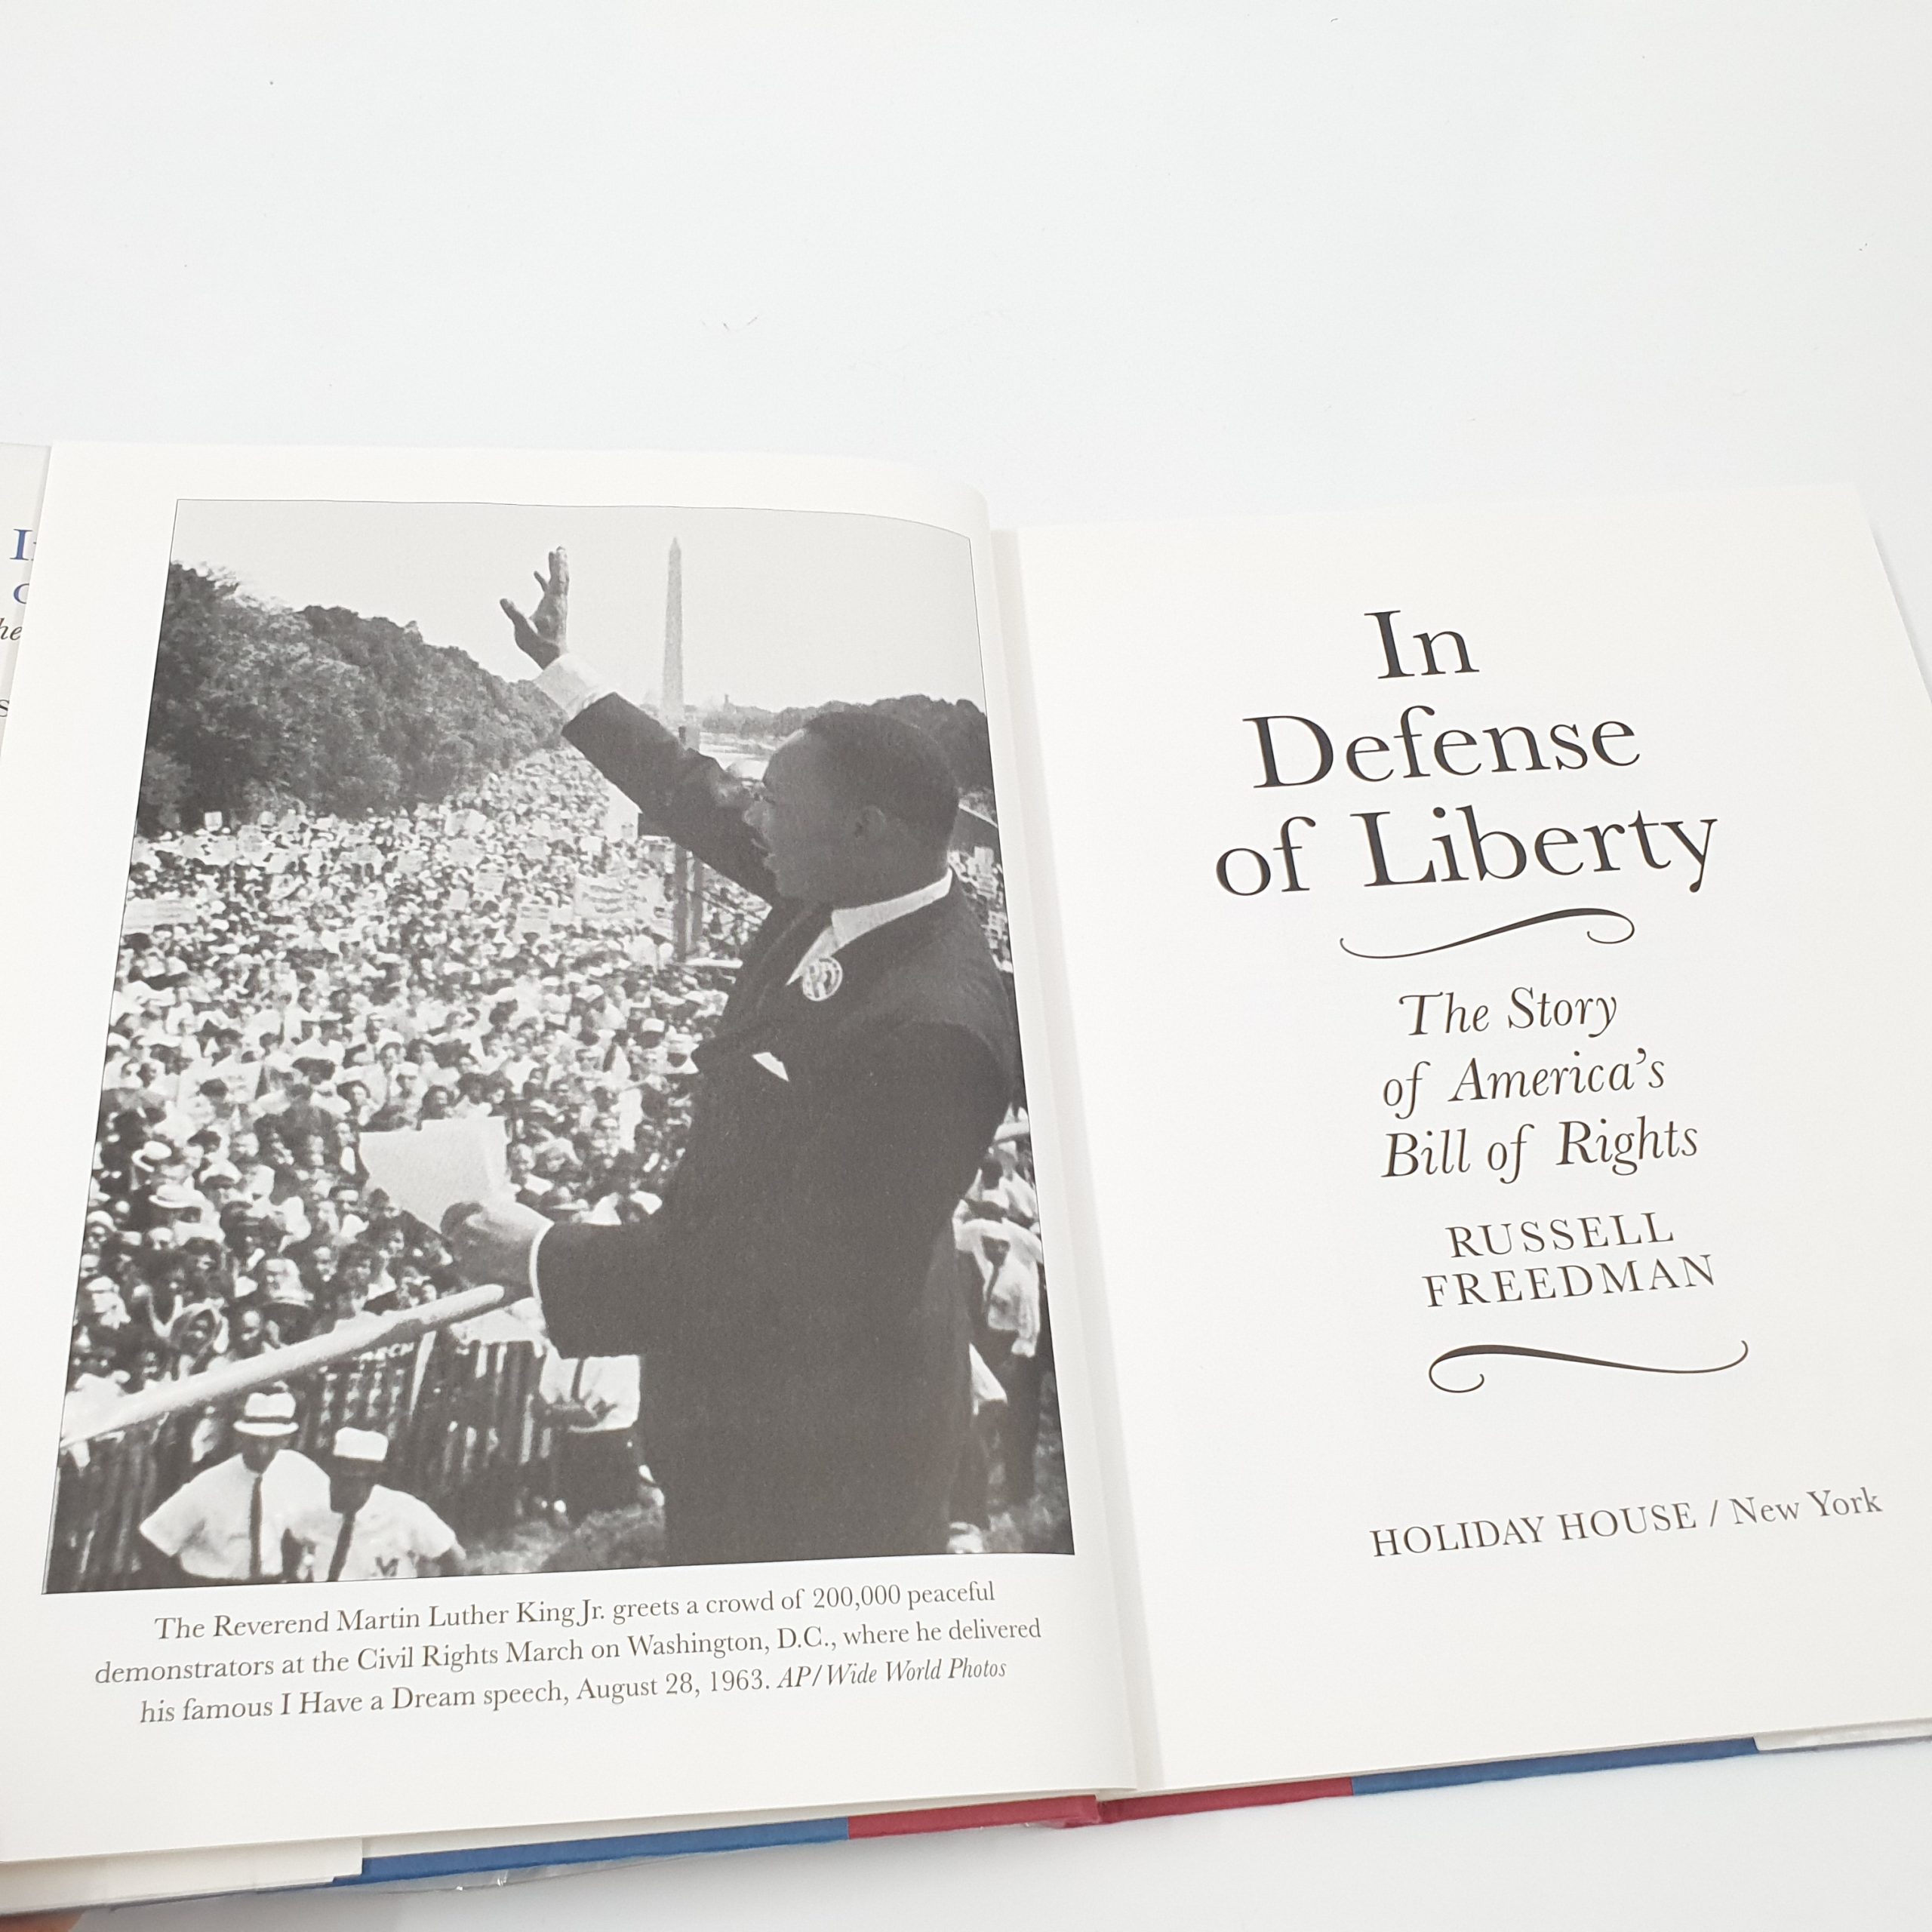 The Reverend Martin Luther King Jr. greets a crowd of 200,000 peaceful
demonstrators at the Civil Rights March on Washington, D.C., where he delivered
his famous I Have a Dream speech, August 28, 1963. AP/Wide World Photos
In
Defense
of Liberty
The Story
of America's
Bill of Rights
RUSSELL
FREEDMAN
HOLIDAY HOUSE / New York